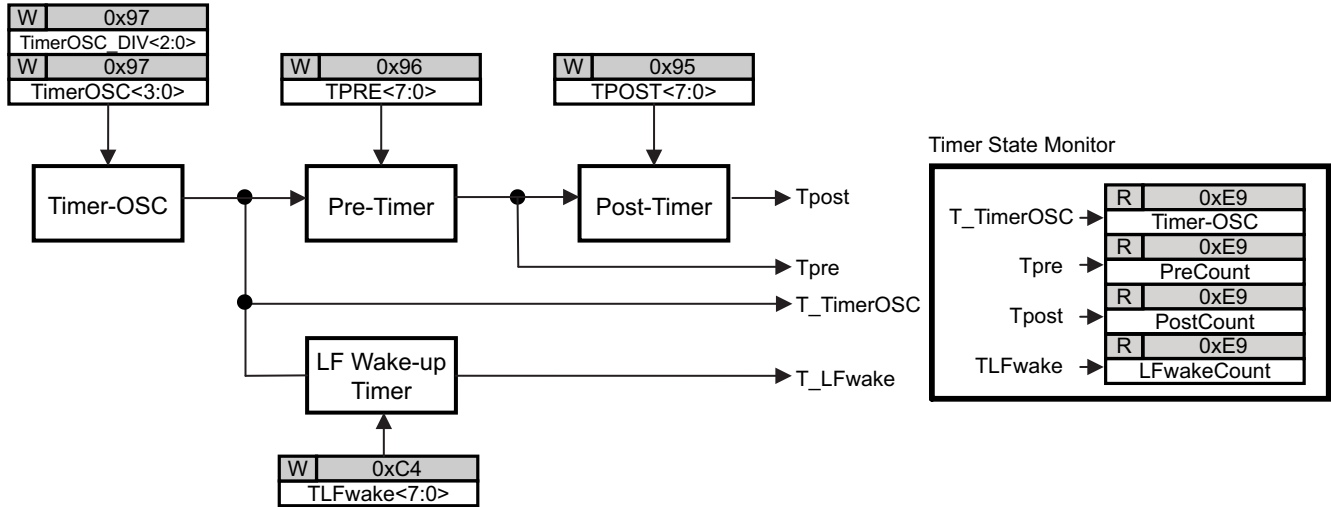 W 0x97
TimerOSC_DIV<2:0>
W 0x97
TimerOSC<3:0>
W 0x96
TPRE<7:0>
W 0x95
TPOST<7:0>
Timer-OSC
Pre-Timer
Post-Timer
Tpost
Tpre
T_TimerOSC
LF Wake-up
Timer
T_LFwake
W 0xC4
TLFwake<7:0>
Timer State Monitor
T_TimerOSC
R 0xE9
Timer-OSC
Tpre
R 0xE9
PreCount
Tpost
R 0xE9
PostCount
TLFwake
R 0xE9
LFwakeCount